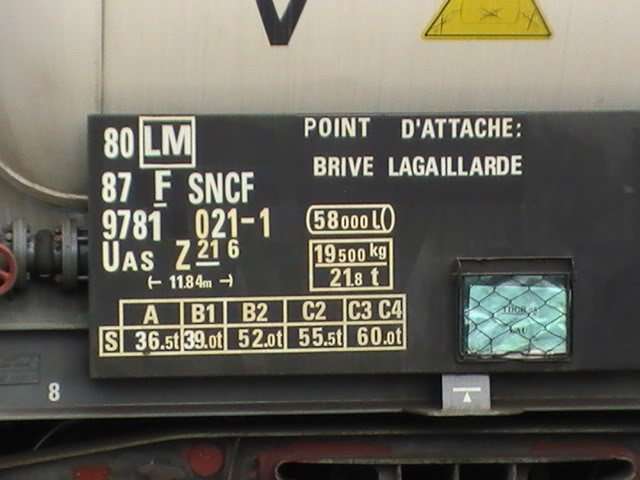 V
80 LM
87 F SNCF
9781 021-1
UAS Z 21 6
(- 11.84m -)
POINT D'ATTACHE:
BRIVE LAGAILLARDE
58000 L
19500 kg
21.8 t
A B1 B2 C2 C3 C4
S 36.5t 39.0t 52.0t 55.5t 60.0t
8